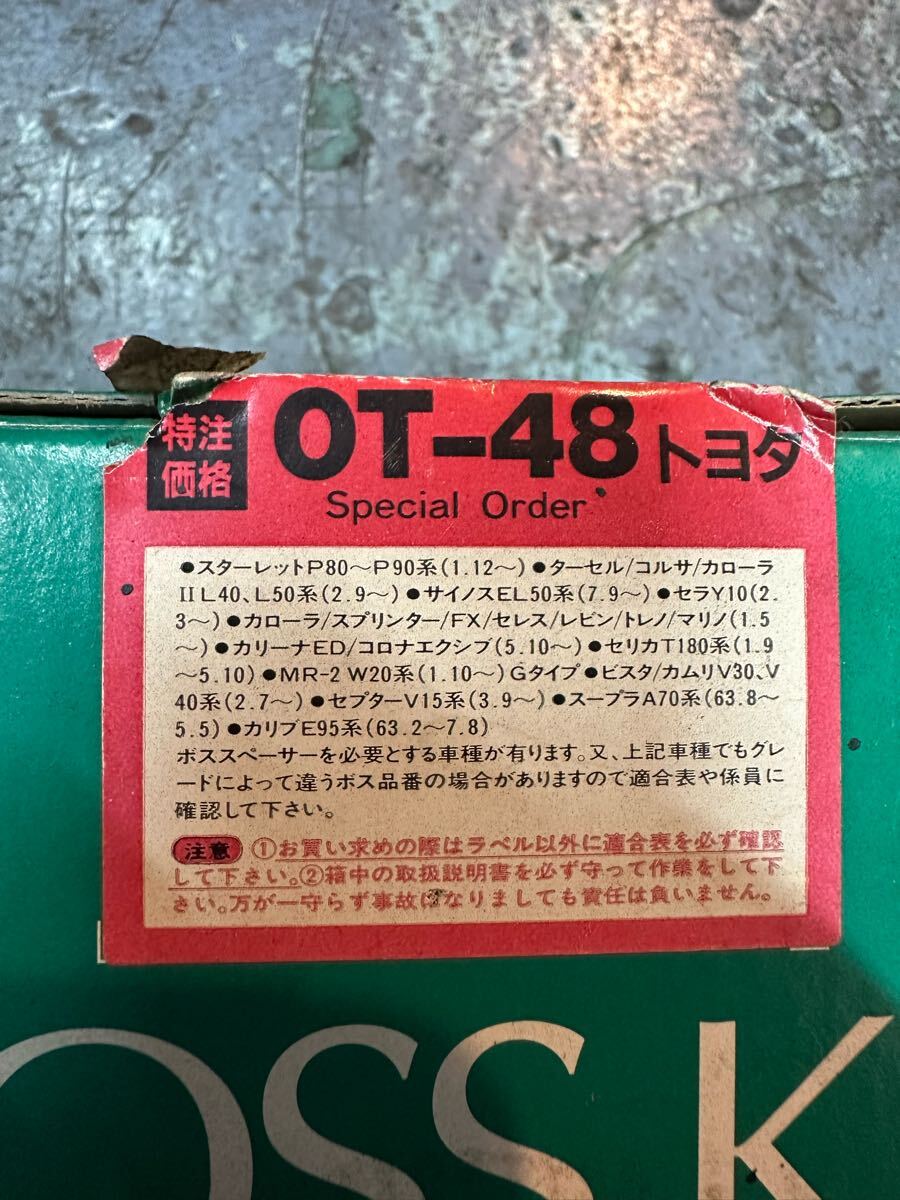 特注
価格
OT-48 トヨタ
Special Order
●スターレットP80～P90系(1.12～)●ターセル/コルサ/カローラ
II L40、L50系(2.9～)●サイノスEL50系(7.9～)●セラY10(2.
3～)●カローラ/スプリンター/FX/セレス/レビン/トレノ/マリノ(1.5
～)●カリーナED/コロナエクシブ(5.10～)●セリカT180系(1.9
～5.10)●MR-2 W20系(1.10～)Gタイプ●ビスタ/カムリV30、V
40系(2.7～)●セプターV15系(3.9～)●スープラA70系(63.8～
5.5)●カリブE95系(63.2～7.8)
ボススペーサーを必要とする車種が有ります。又、上記車種でもグレ
ードによって違うボス品番の場合がありますので適合表や係員に
確認して下さい。
注意 ①お買い求めの際はラベル以外に適合表を必ず確認
して下さい。②箱中の取扱説明書を必ず守って作業をして下
さい。万が一守らず事故になりましても責任は負いません。
OSS K